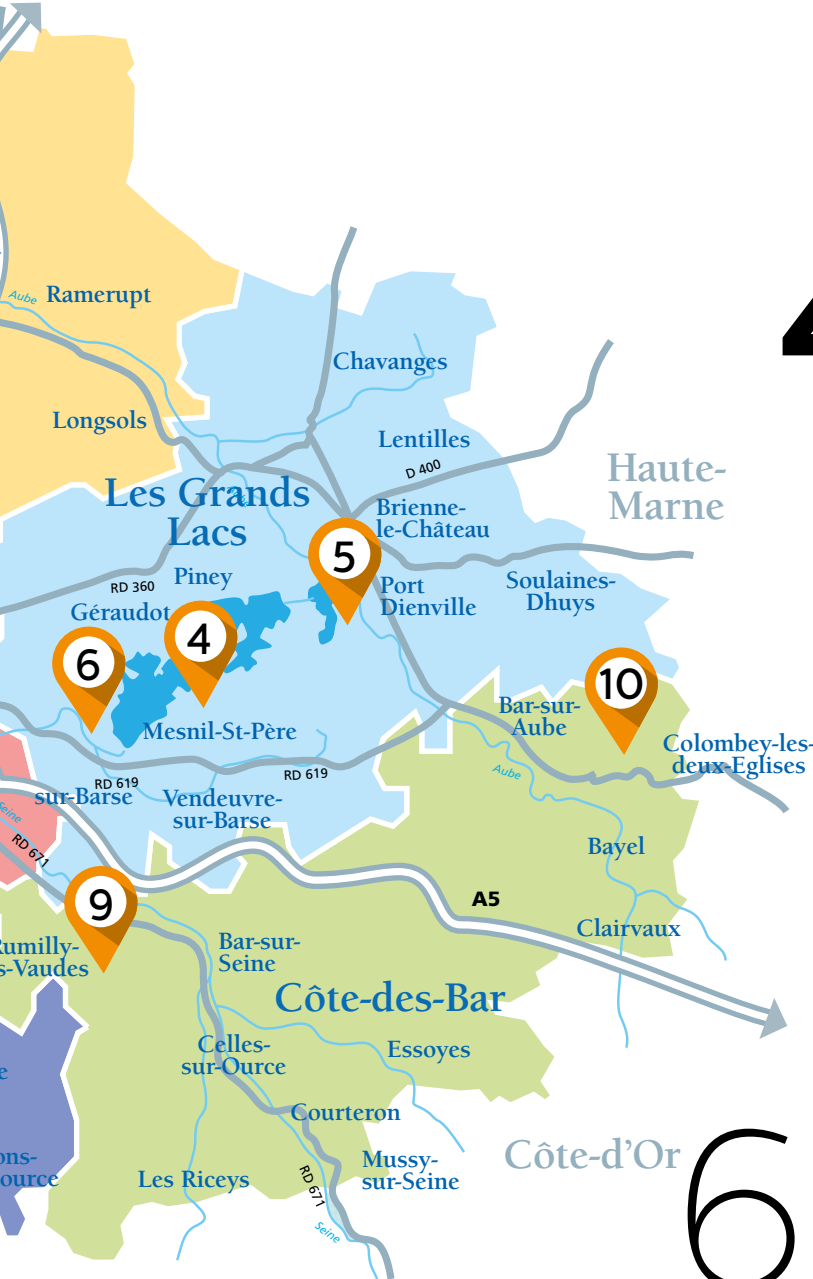 Aube
Ramerupt
Chavanges
Longsols
Lentilles
D 400
Haute-
Marne
Les Grands
Lacs
Brienne-
le-Château
5
Piney
RD 360
Port
Dienville
Soulaines-
Dhuys
Géraudot
4
6
10
Bar-sur-
Aube
Mesnil-St-Père
Colombey-les-
deux-Eglises
Aube
RD 619
RD 619
sur-Barse
Vendeuvre-
sur-Barse
Seine
RD 671
Bayel
A5
9
Clairvaux
Rumilly-
s-Vaudes
Bar-sur-
Seine
Côte-des-Bar
Celles-
sur-Ource
Essoyes
e
Courteron
Côte-d'Or
6
ons-
ource
Les Riceys
RD 671
Mussy-
sur-Seine
Seine